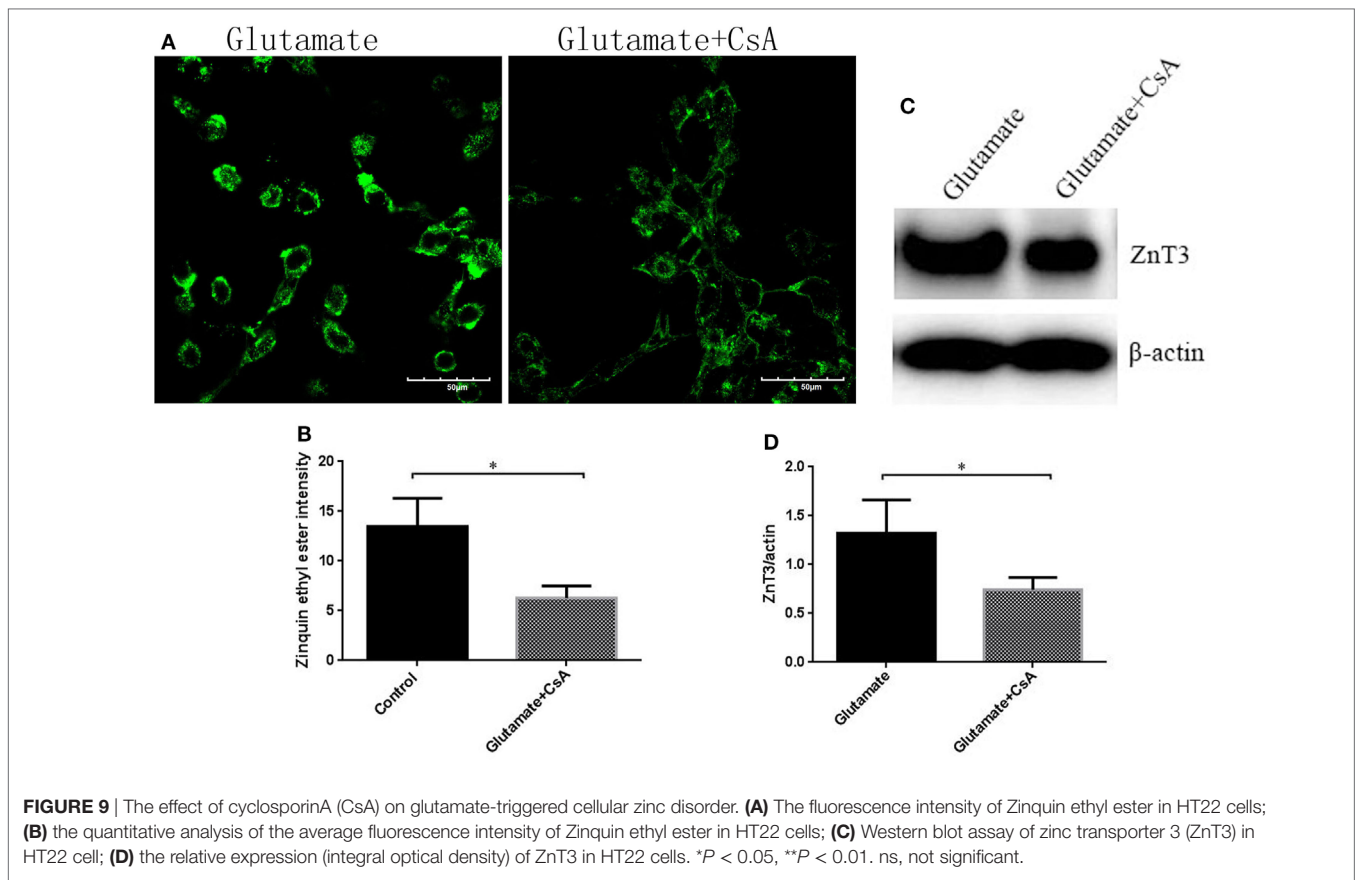 A
Glutamate
Glutamate+CsA
50μm
50μm
C
Glutamate
Glutamate+CsA
ZnT3
β-actin
B
Zinquin ethyl ester intensity
20
15
10
5
0
*
Control
Glutamate+CsA
D
ZnT3/actin
2.0
1.5
1.0
0.5
0.0
*
Glutamate
Glutamate+CsA
FIGURE 9 | The effect of cyclosporinA (CsA) on glutamate-triggered cellular zinc disorder. (A) The fluorescence intensity of Zinquin ethyl ester in HT22 cells;
(B) the quantitative analysis of the average fluorescence intensity of Zinquin ethyl ester in HT22 cells; (C) Western blot assay of zinc transporter 3 (ZnT3) in
HT22 cell; (D) the relative expression (integral optical density) of ZnT3 in HT22 cells. *P < 0.05, **P < 0.01. ns, not significant.